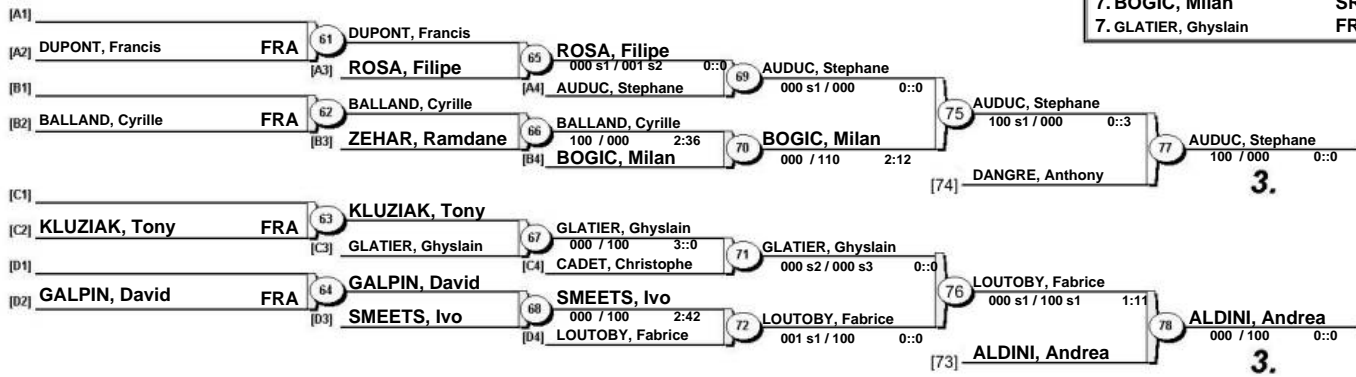 7. BOGIC, Milan SR
7. GLATIER, Ghyslain FR
[A1]
[A2] DUPONT, Francis FRA
61
DUPONT, Francis
[A3] ROSA, Filipe
65
ROSA, Filipe
000 s1 / 001 s2 0::0
[A4] AUDUC, Stephane
69
AUDUC, Stephane
000 s1 / 000 0::0
[B1]
[B2] BALLAND, Cyrille FRA
62
BALLAND, Cyrille
[B3] ZEHAR, Ramdane
66
BALLAND, Cyrille
100 / 000 2:36
[B4] BOGIC, Milan
70
BOGIC, Milan
000 / 110 2:12
75
AUDUC, Stephane
100 s1 / 000 0::3
[74] DANGRE, Anthony
77
AUDUC, Stephane
100 / 000 0::0
3.
[C1]
[C2] KLUZIAK, Tony FRA
63
KLUZIAK, Tony
[C3] GLATIER, Ghyslain
67
GLATIER, Ghyslain
000 / 100 3::0
[C4] CADET, Christophe
71
GLATIER, Ghyslain
000 s2 / 000 s3 0::0
[D1]
[D2] GALPIN, David FRA
64
GALPIN, David
[D3] SMEETS, Ivo
68
SMEETS, Ivo
000 / 100 2:42
[D4] LOUTOBY, Fabrice
72
LOUTOBY, Fabrice
001 s1 / 100 0::0
76
LOUTOBY, Fabrice
000 s1 / 100 s1 1:11
[73] ALDINI, Andrea
78
ALDINI, Andrea
000 / 100 0::0
3.